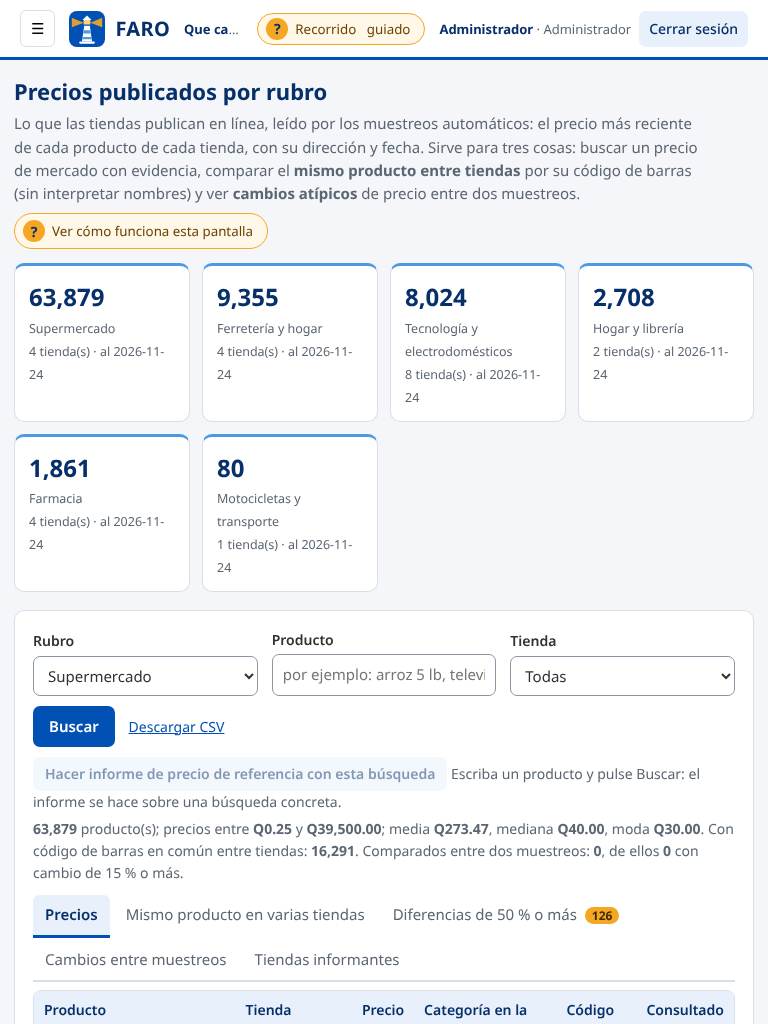 ☰ FARO Que ca... ? Recorrido guiado Administrador · Administrador Cerrar sesión
Precios publicados por rubro
Lo que las tiendas publican en línea, leído por los muestreos automáticos: el precio más reciente
de cada producto de cada tienda, con su dirección y fecha. Sirve para tres cosas: buscar un precio
de mercado con evidencia, comparar el mismo producto entre tiendas por su código de barras
(sin interpretar nombres) y ver cambios atípicos de precio entre dos muestreos.
? Ver cómo funciona esta pantalla
63,879
Supermercado
4 tienda(s) · al 2026-11-
24
9,355
Ferretería y hogar
4 tienda(s) · al 2026-11-
24
8,024
Tecnología y
electrodomésticos
8 tienda(s) · al 2026-11-
24
2,708
Hogar y librería
2 tienda(s) · al 2026-11-
24
1,861
Farmacia
4 tienda(s) · al 2026-11-
24
80
Motocicletas y
transporte
1 tienda(s) · al 2026-11-
24
Rubro
Supermercado
Producto
por ejemplo: arroz 5 lb, televi
Tienda
Todas
Buscar Descargar CSV
Hacer informe de precio de referencia con esta búsqueda Escriba un producto y pulse Buscar: el
informe se hace sobre una búsqueda concreta.
63,879 producto(s); precios entre Q0.25 y Q39,500.00; media Q273.47, mediana Q40.00, moda Q30.00. Con
código de barras en común entre tiendas: 16,291. Comparados entre dos muestreos: 0, de ellos 0 con
cambio de 15 % o más.
Precios Mismo producto en varias tiendas Diferencias de 50 % o más 126
Cambios entre muestreos Tiendas informantes
Producto Tienda Precio Categoría en la Código Consultado